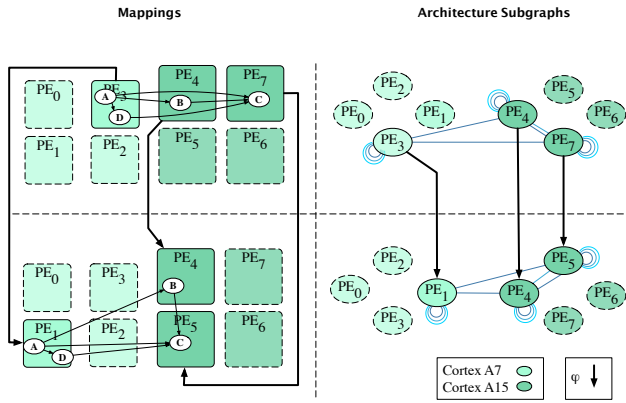 Mappings
Architecture Subgraphs
PE0
PE3
PE4
PE7
A
B
C
D
PE1
PE2
PE5
PE6
PE2
PE0
PE1
PE3
PE4
PE5
PE6
PE7
PE0
PE3
PE4
PE7
B
PE1
PE2
PE5
PE6
A
D
C
PE2
PE0
PE1
PE3
PE4
PE5
PE6
PE7
Cortex A7
Cortex A15
φ